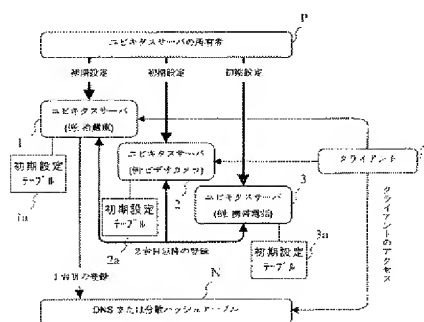 P
ユビキタスサーバの所有者
初期設定
初期設定
初期設定
ユビキタスサーバ
(例: 冷蔵庫)
1
ユビキタスサーバ
(例:ビデオカメラ)
2
クライアント
ユビキタスサーバ
(例: 携帯電話)
3
初期設定
テーブル
1a
初期設定
テーブル
2a
初期設定
テーブル
3a
2台目以降の登録
1台目の登録
クライアントのアクセス
N
DNSまたは分散ハッシュテーブル